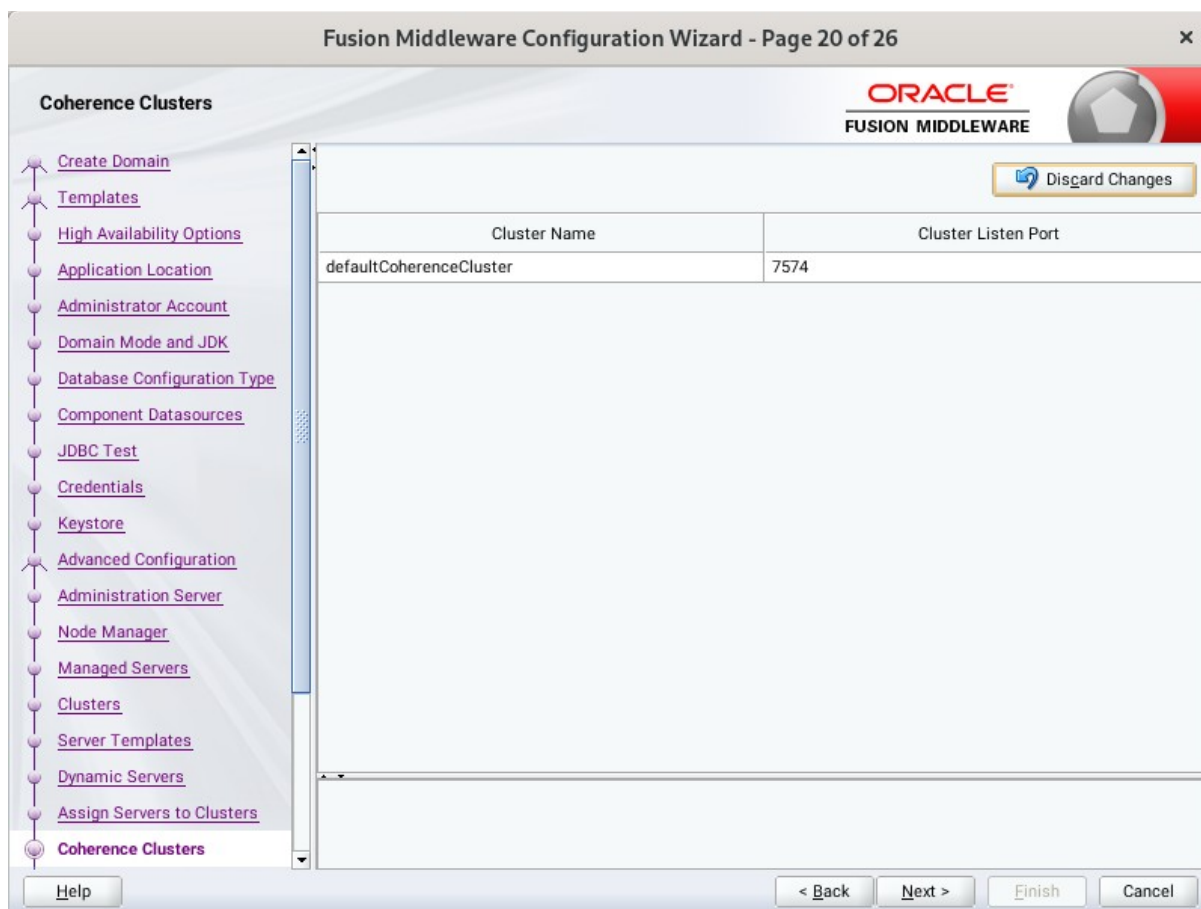 Fusion Middleware Configuration Wizard - Page 20 of 26
Coherence Clusters
ORACLE
FUSION MIDDLEWARE
Create Domain
Templates
High Availability Options
Application Location
Administrator Account
Domain Mode and JDK
Database Configuration Type
Component Datasources
JDBC Test
Credentials
Keystore
Advanced Configuration
Administration Server
Node Manager
Managed Servers
Clusters
Server Templates
Dynamic Servers
Assign Servers to Clusters
Coherence Clusters
Discard Changes
Cluster Name Cluster Listen Port
defaultCoherenceCluster 7574
Help < Back Next > Finish Cancel